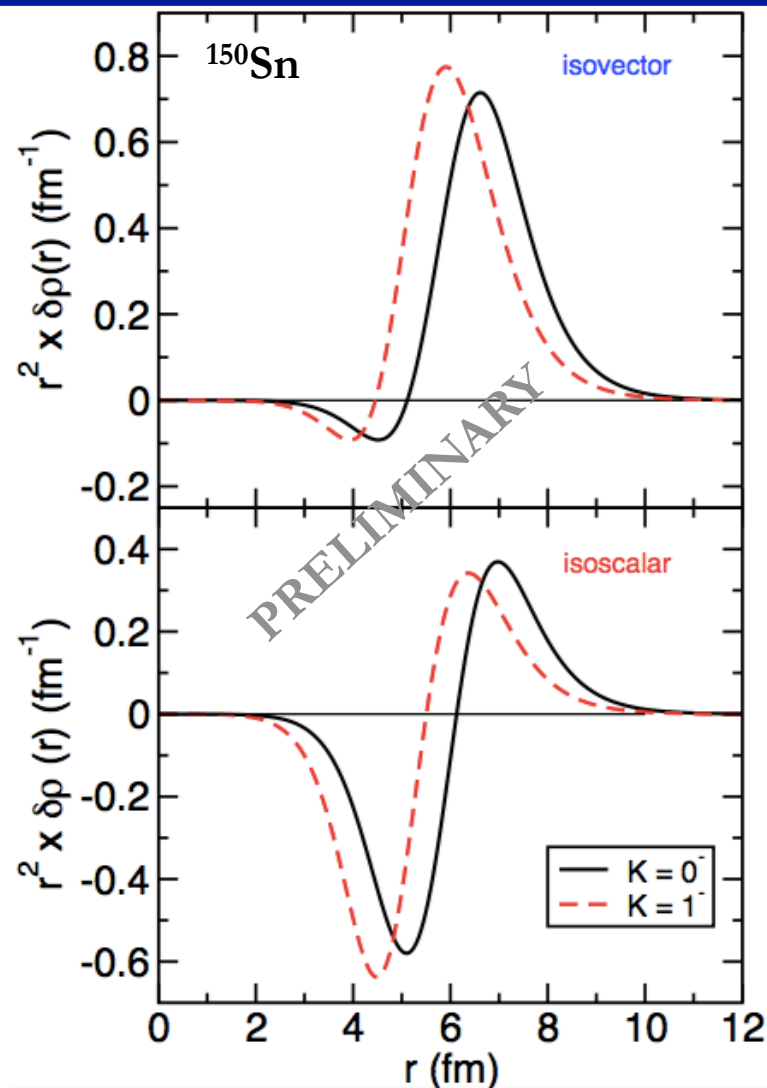 ¹⁵⁰Sn
isovector
0.8
0.6
0.4
0.2
0
-0.2
r² x δρ(r) (fm⁻¹)
PRELIMINARY
isoscalar
0.4
0.2
0
-0.2
-0.4
-0.6
r² x δρ (r) (fm⁻¹)
K = 0⁻
K = 1⁻
0 2 4 6 8 10 12
r (fm)